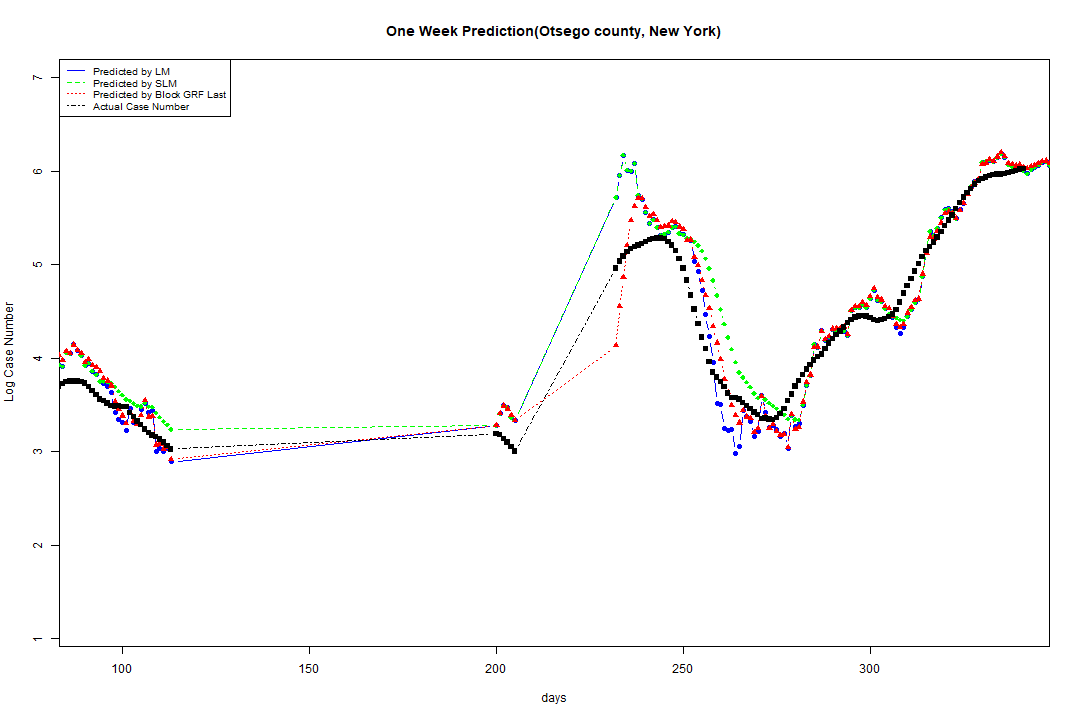 One Week Prediction(Otsego county, New York)
Predicted by LM
Predicted by SLM
Predicted by Block GRF Last
Actual Case Number
7
6
5
4
3
2
1
Log Case Number
100 150 200 250 300
days